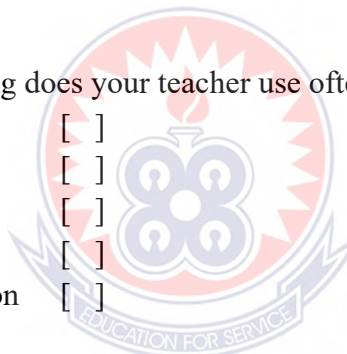 g does your teacher use ofte
[ ]
[ ]
[ ]
[ ]
on [ ]
EDUCATION FOR SERVICE